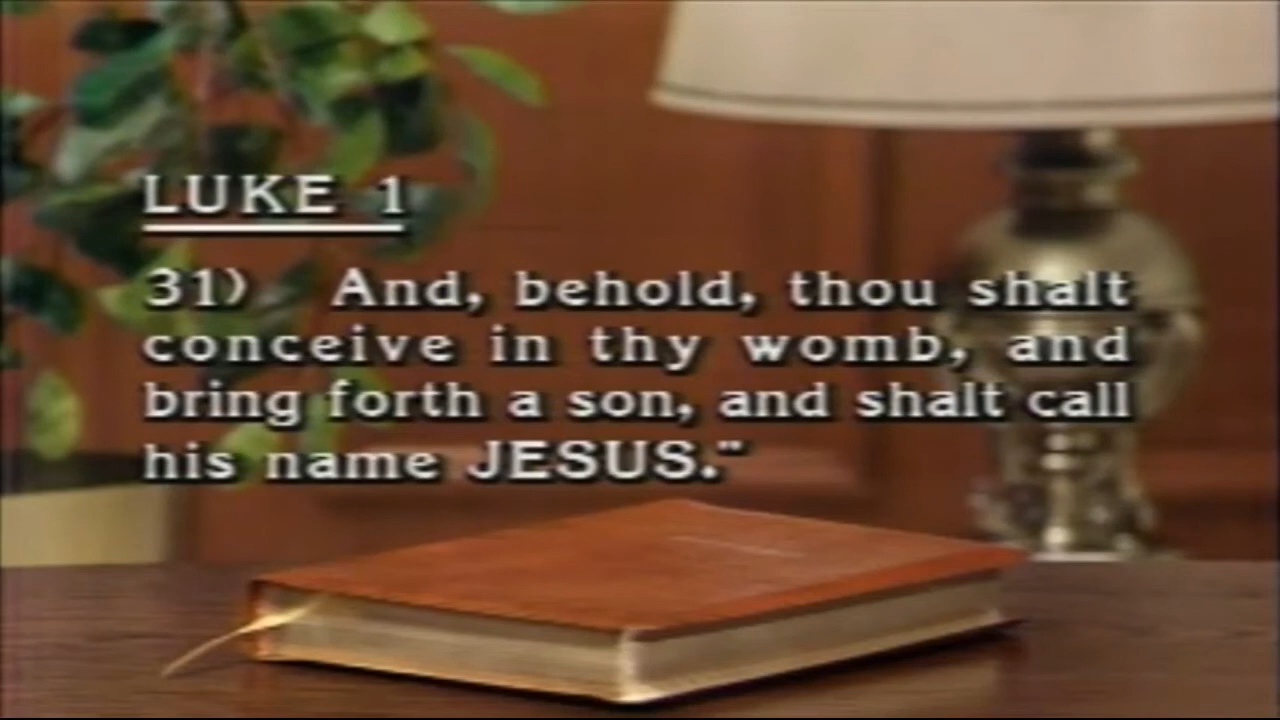 LUKE 1
31) And, behold, thou shalt
conceive in thy womb, and
bring forth a son, and shalt call
his name JESUS."